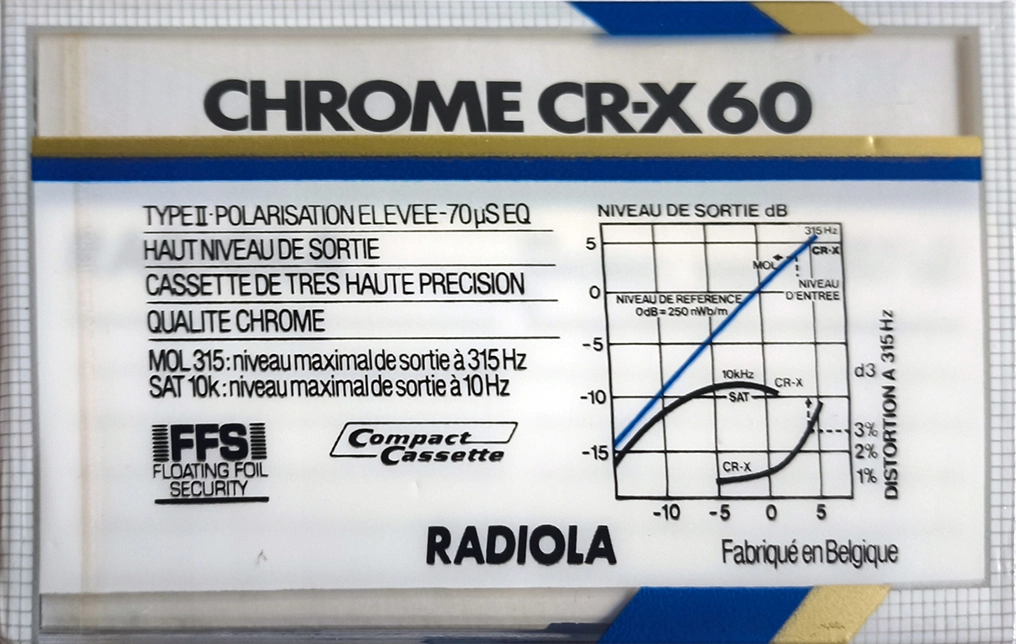 CHROME CR-X 60
TYPE II·POLARISATION ELEVEE-70µS EQ
HAUT NIVEAU DE SORTIE
CASSETTE DE TRES HAUTE PRECISION
QUALITE CHROME
MOL 315: niveau maximal de sortie à 315 Hz
SAT 10k: niveau maximal de sortie à 10 Hz
FFS
FLOATING FOIL
SECURITY
Compact
Cassette
NIVEAU DE SORTIE dB
315 Hz
CR-X
MOL
NIVEAU
D'ENTREE
NIVEAU DE REFERENCE
0dB = 250 nWb/m
10kHz
CR-X
SAT
CR-X
5
0
-5
-10
-15
-10 -5 0 5
d3
3%
2%
1%
DISTORTION A 315 Hz
RADIOLA
Fabriqué en Belgique